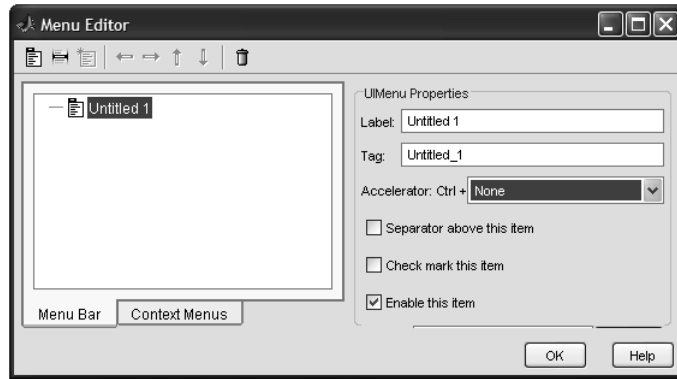 Menu Editor
Untitled 1
UIMenu Properties
Label: Untitled 1
Tag: Untitled_1
Accelerator: Ctrl + None
Separator above this item
Check mark this item
Enable this item
Menu Bar Context Menus
OK Help